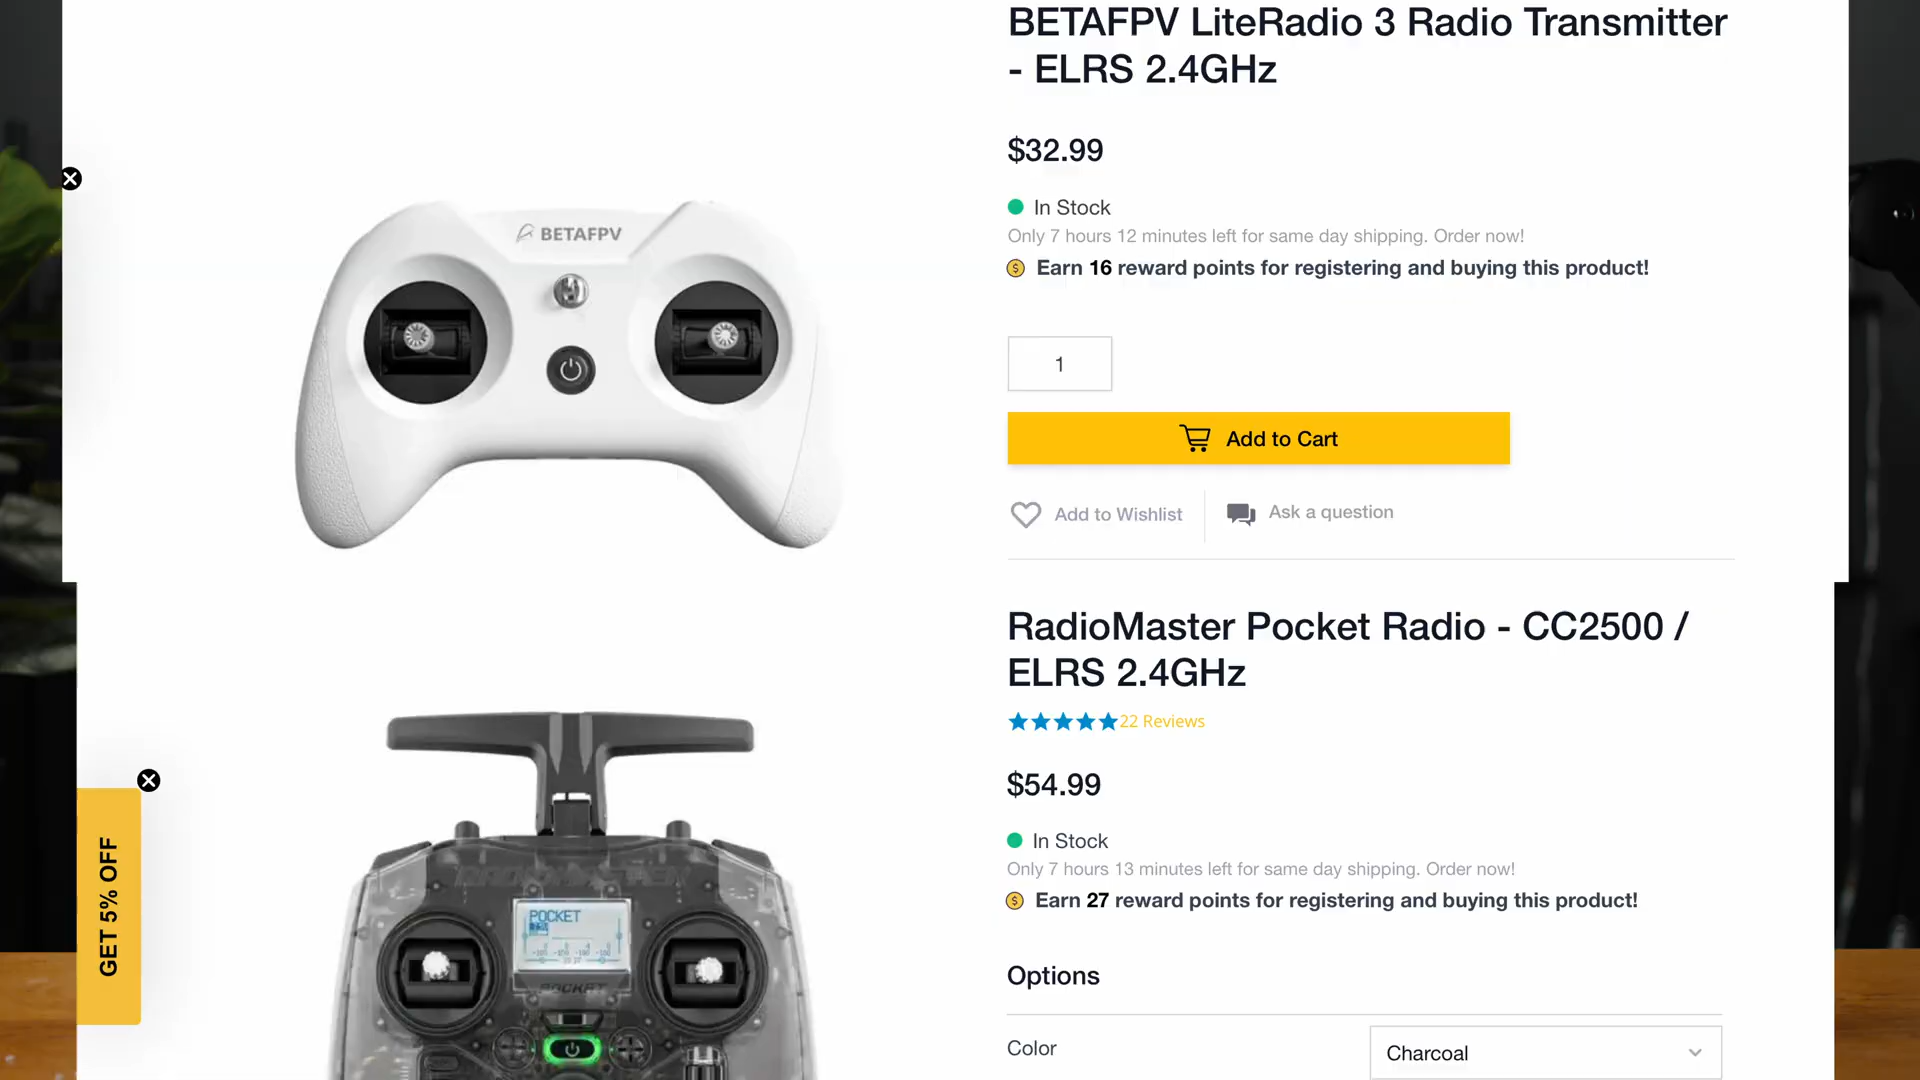 BETAFPV LiteRadio 3 Radio Transmitter
- ELRS 2.4GHz
$32.99
In Stock
Only 7 hours 12 minutes left for same day shipping. Order now!
Earn 16 reward points for registering and buying this product!
1
Add to Cart
Add to Wishlist
Ask a question
BETAFPV
RadioMaster Pocket Radio - CC2500 /
ELRS 2.4GHz
22 Reviews
$54.99
In Stock
Only 7 hours 13 minutes left for same day shipping. Order now!
Earn 27 reward points for registering and buying this product!
Options
Color
Charcoal
GET 5% OFF
RADIOMASTER
POCKET
POCKET